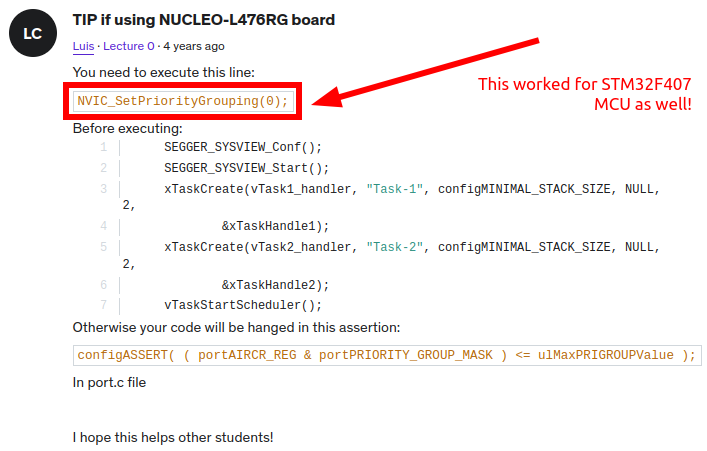 LC
TIP if using NUCLEO-L476RG board
Luis · Lecture 0 · 4 years ago
You need to execute this line:
NVIC_SetPriorityGrouping(0);
This worked for STM32F407
MCU as well!
Before executing:
1 SEGGER_SYSVIEW_Conf();
2 SEGGER_SYSVIEW_Start();
3 xTaskCreate(vTask1_handler, "Task-1", configMINIMAL_STACK_SIZE, NULL,
2,
4 &xTaskHandle1);
5 xTaskCreate(vTask2_handler, "Task-2", configMINIMAL_STACK_SIZE, NULL,
2,
6 &xTaskHandle2);
7 vTaskStartScheduler();
Otherwise your code will be hanged in this assertion:
configASSERT( ( portAIRCR_REG & portPRIORITY_GROUP_MASK ) <= ulMaxPRIGROUPValue );
In port.c file
I hope this helps other students!